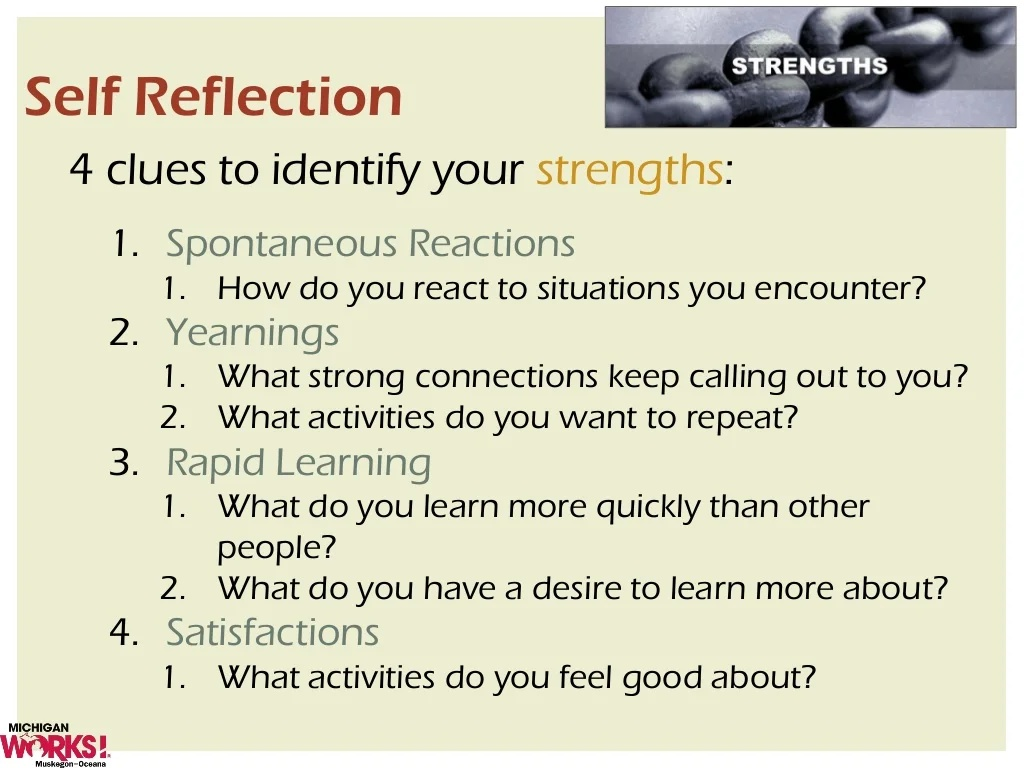 STRENGTHS
Self Reflection
4 clues to identify your strengths:
1. Spontaneous Reactions
1. How do you react to situations you encounter?
2. Yearnings
1. What strong connections keep calling out to you?
2. What activities do you want to repeat?
3. Rapid Learning
1. What do you learn more quickly than other
people?
2. What do you have a desire to learn more about?
4. Satisfactions
1. What activities do you feel good about?
MICHIGAN
WORKS!
Muskegon-Oceana